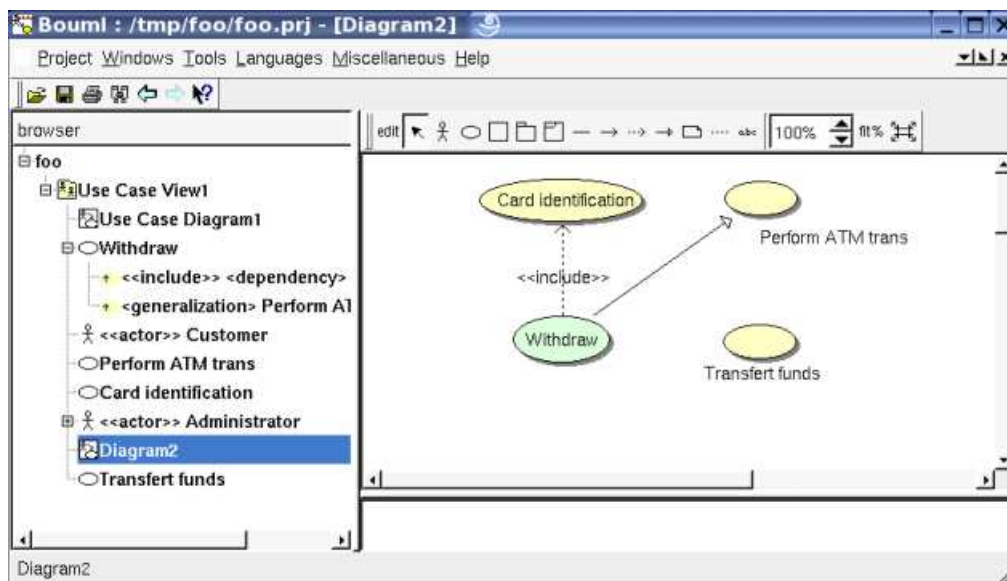 Bouml : /tmp/foo/foo.prj - [Diagram2]
Project Windows Tools Languages Miscellaneous Help
browser
edit
abc
100%
fit%
foo
Use Case View1
Use Case Diagram1
Withdraw
<<include>> <dependency>
<generalization> Perform AT
<<actor>> Customer
Perform ATM trans
Card identification
<<actor>> Administrator
Diagram2
Transfert funds
Card identification
Perform ATM trans
<<include>>
Withdraw
Transfert funds
Diagram2